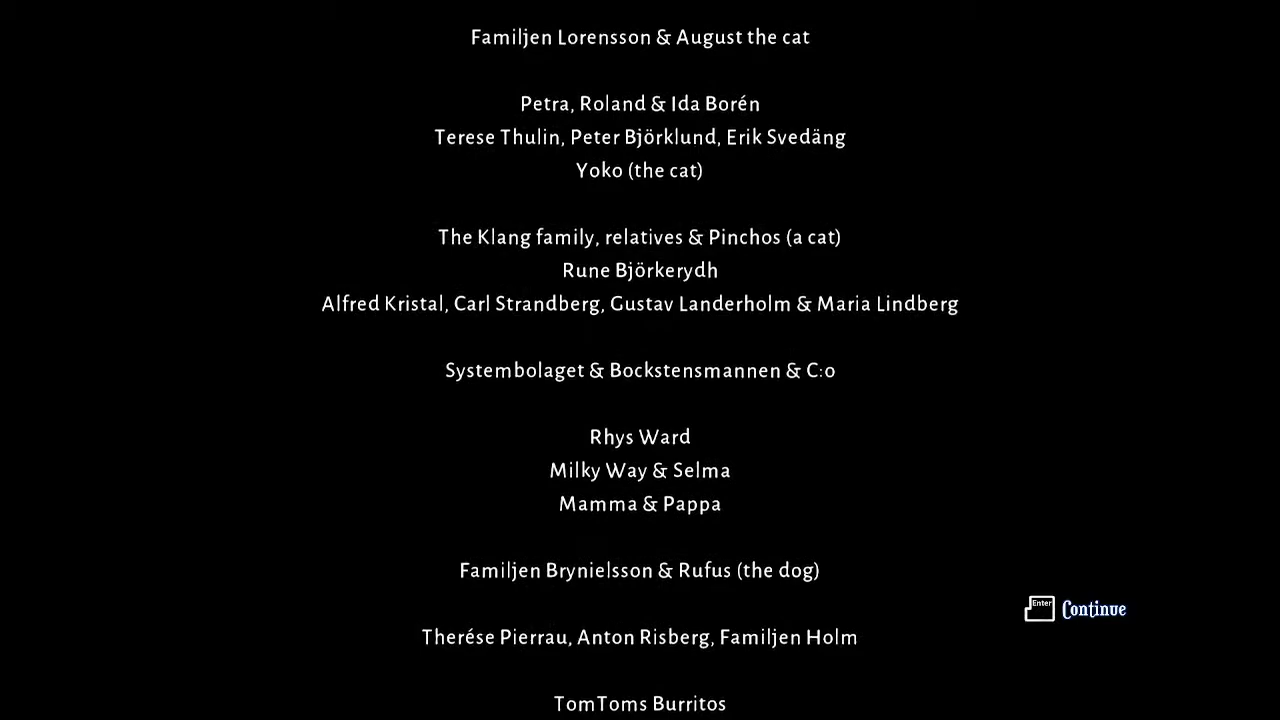 Familjen Lorensson & August the cat
Petra, Roland & Ida Borén
Terese Thulin, Peter Björklund, Erik Svedäng
Yoko (the cat)
The Klang family, relatives & Pinchos (a cat)
Rune Björkerydh
Alfred Kristal, Carl Strandberg, Gustav Landerholm & Maria Lindberg
Systembolaget & Bockstensmannen & C:o
Rhys Ward
Milky Way & Selma
Mamma & Pappa
Familjen Brynielsson & Rufus (the dog)
Enter Continue
Therése Pierrau, Anton Risberg, Familjen Holm
TomToms Burritos